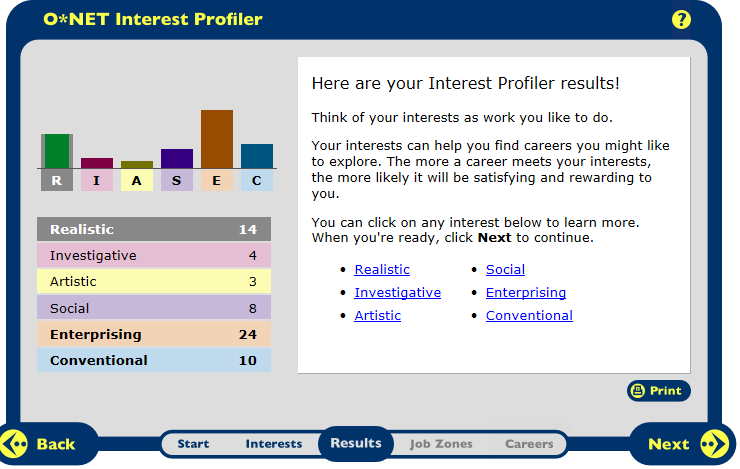 O*NET Interest Profiler
?
R I A S E C
Realistic 14
Investigative 4
Artistic 3
Social 8
Enterprising 24
Conventional 10
Here are your Interest Profiler results!
Think of your interests as work you like to do.
Your interests can help you find careers you might like
to explore. The more a career meets your interests,
the more likely it will be satisfying and rewarding to
you.
You can click on any interest below to learn more.
When you're ready, click Next to continue.
• Realistic • Social
• Investigative • Enterprising
• Artistic • Conventional
Print
Back
Start Interests Results Job Zones Careers
Next